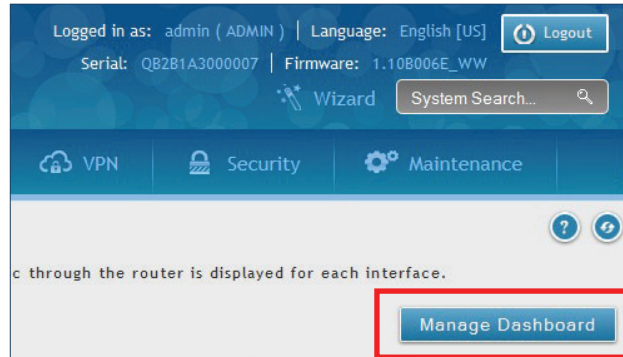 Logged in as: admin ( ADMIN ) | Language: English [US] Logout
Serial: QB2B1A3000007 | Firmware: 1.10B006E_WW
Wizard System Search...
VPN Security Maintenance
?
c through the router is displayed for each interface.
Manage Dashboard